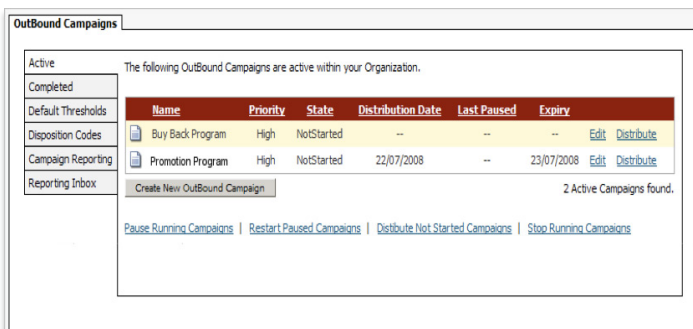 OutBound Campaigns
Active
The following OutBound Campaigns are active within your Organization.
Completed
Default Thresholds
Name Priority State Distribution Date Last Paused Expiry
Disposition Codes
Buy Back Program High NotStarted -- -- -- Edit Distribute
Campaign Reporting
Promotion Program High NotStarted 22/07/2008 -- 23/07/2008 Edit Distribute
Reporting Inbox
Create New OutBound Campaign 2 Active Campaigns found.
Pause Running Campaigns | Restart Paused Campaigns | Distibute Not Started Campaigns | Stop Running Campaigns